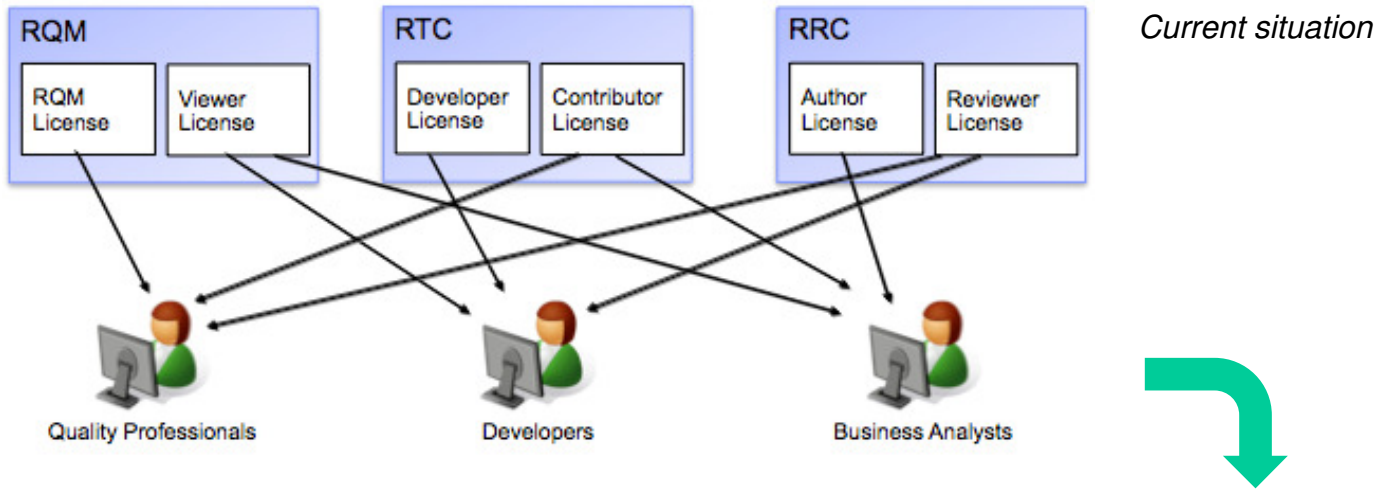 RQM
RQM
License
Viewer
License
RTC
Developer
License
Contributor
License
RRC
Author
License
Reviewer
License
Current situation
Quality Professionals
Developers
Business Analysts